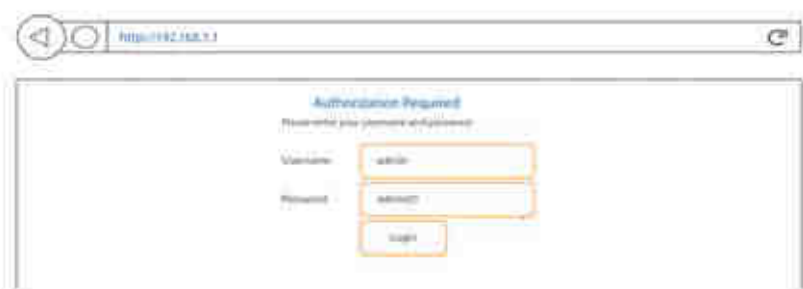 http://192.168.1.1
Authorization Required
Please enter your username and password
Username admin
Password
Login